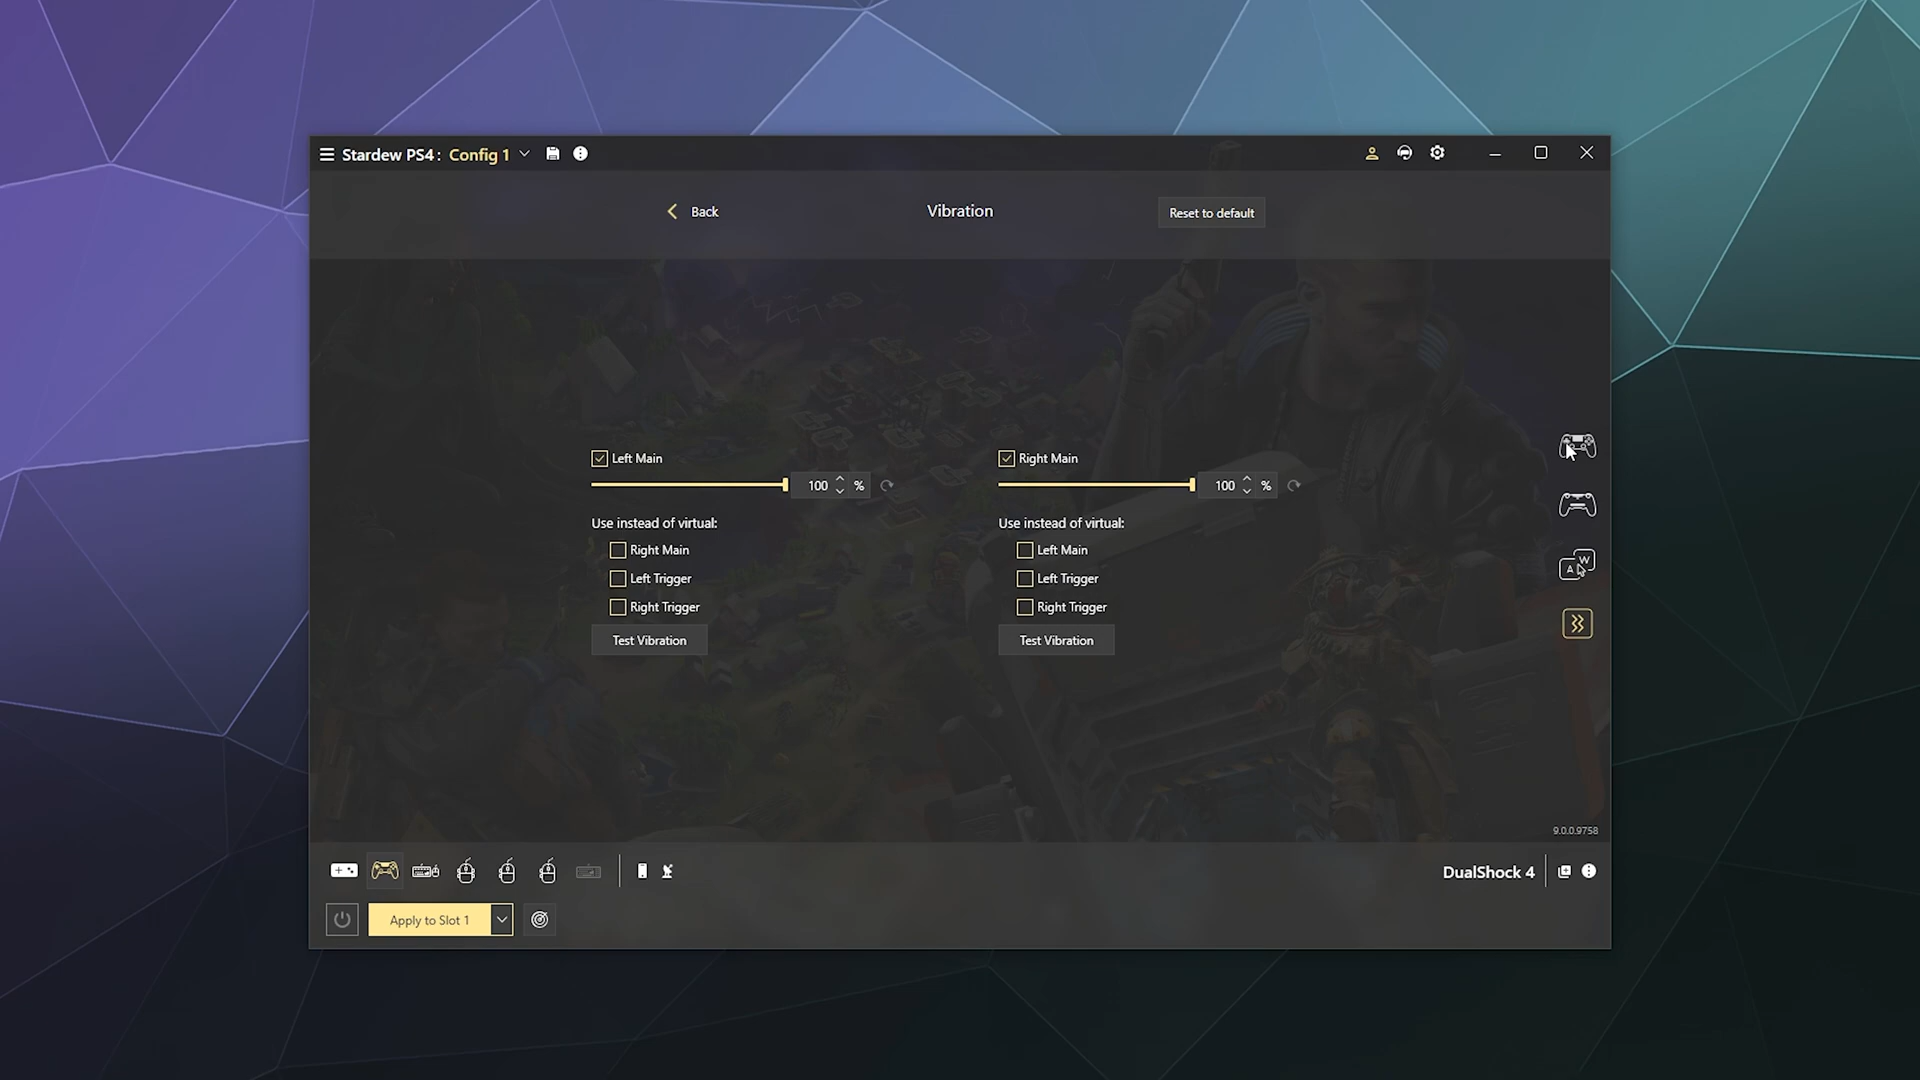 Stardew PS4: Config 1
Back
Vibration
Reset to default
Left Main
100 %
Use instead of virtual:
Right Main
Left Trigger
Right Trigger
Test Vibration
Right Main
100 %
Use instead of virtual:
Left Main
Left Trigger
Right Trigger
Test Vibration
W
A
9.0.0.9758
DualShock 4
Apply to Slot 1